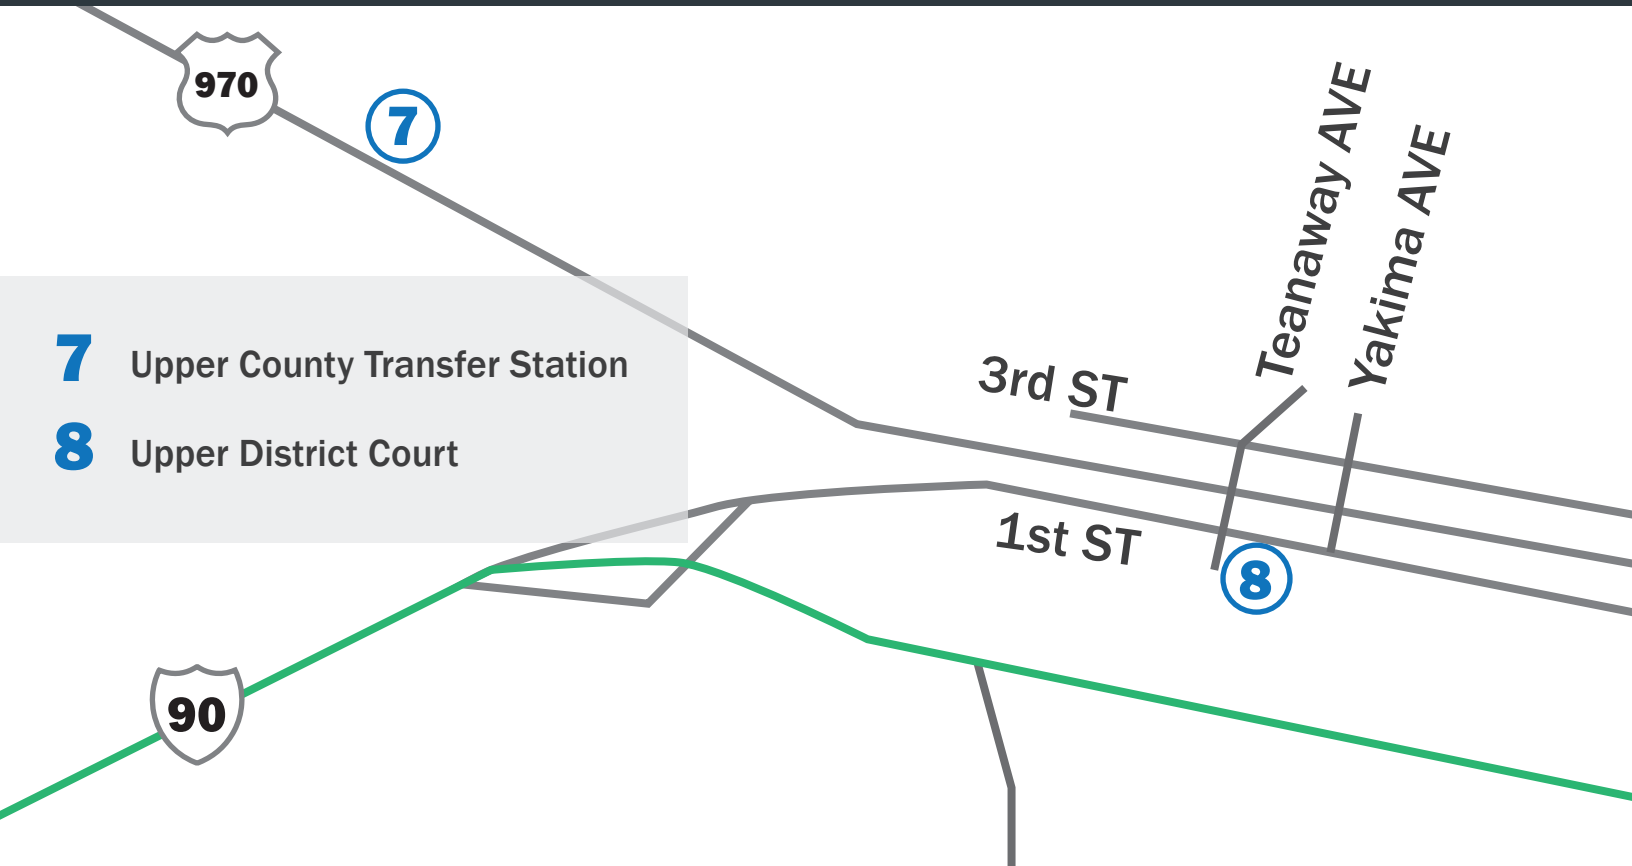 970
7
Teanaway AVE
Yakima AVE
7 Upper County Transfer Station
8 Upper District Court
3rd ST
1st ST
8
90